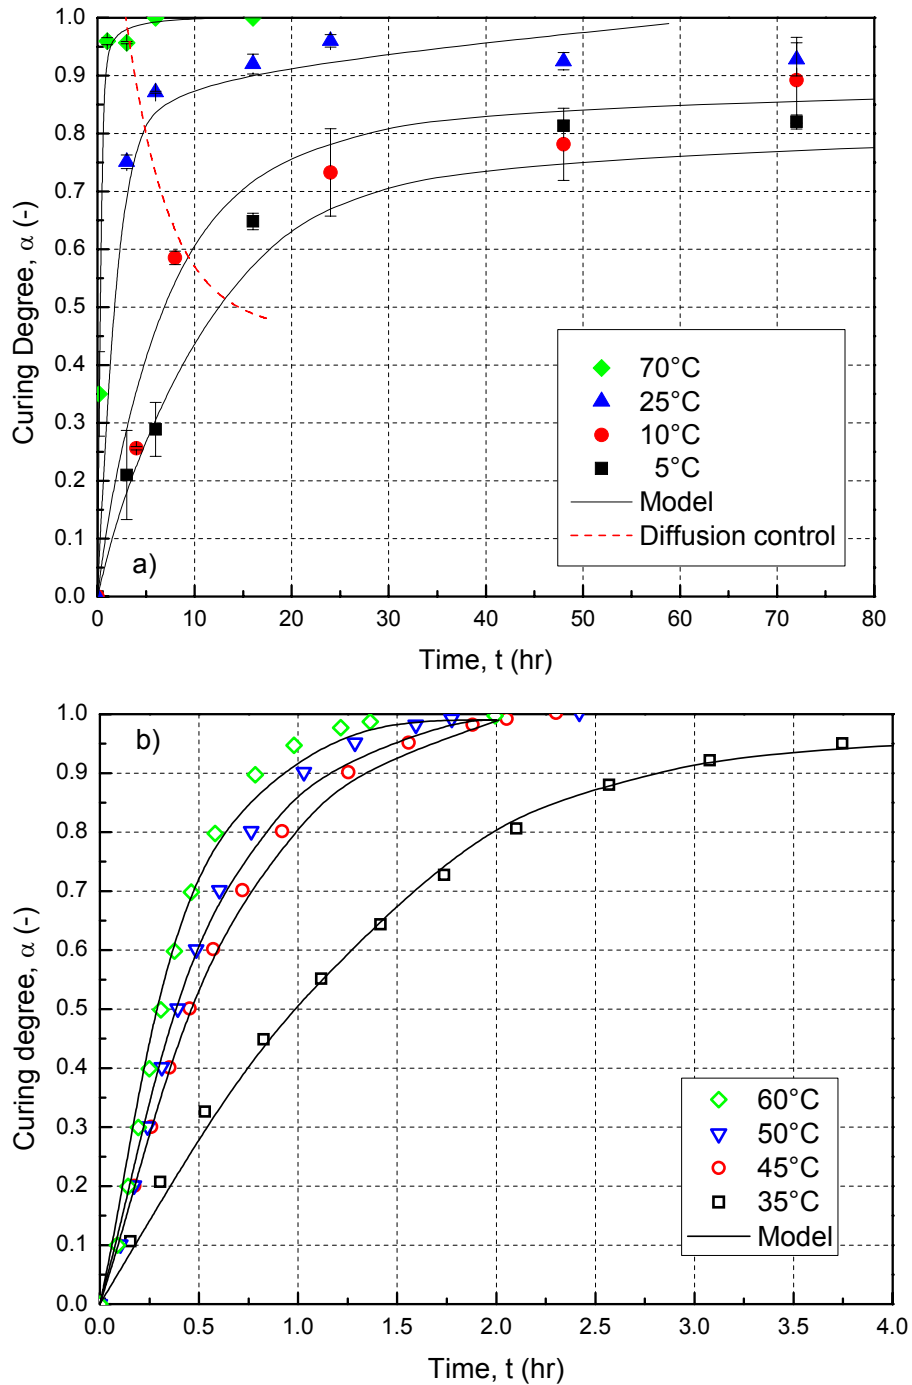 1.0
0.9
0.8
0.7
0.6
0.5
0.4
0.3
0.2
0.1
0.0
Curing Degree, α (-)
70°C
25°C
10°C
5°C
Model
Diffusion control
a)
0 10 20 30 40 50 60 70 80
Time, t (hr)
1.0
0.9
0.8
0.7
0.6
0.5
0.4
0.3
0.2
0.1
0.0
Curing degree, α (-)
b)
60°C
50°C
45°C
35°C
Model
0.0 0.5 1.0 1.5 2.0 2.5 3.0 3.5 4.0
Time, t (hr)